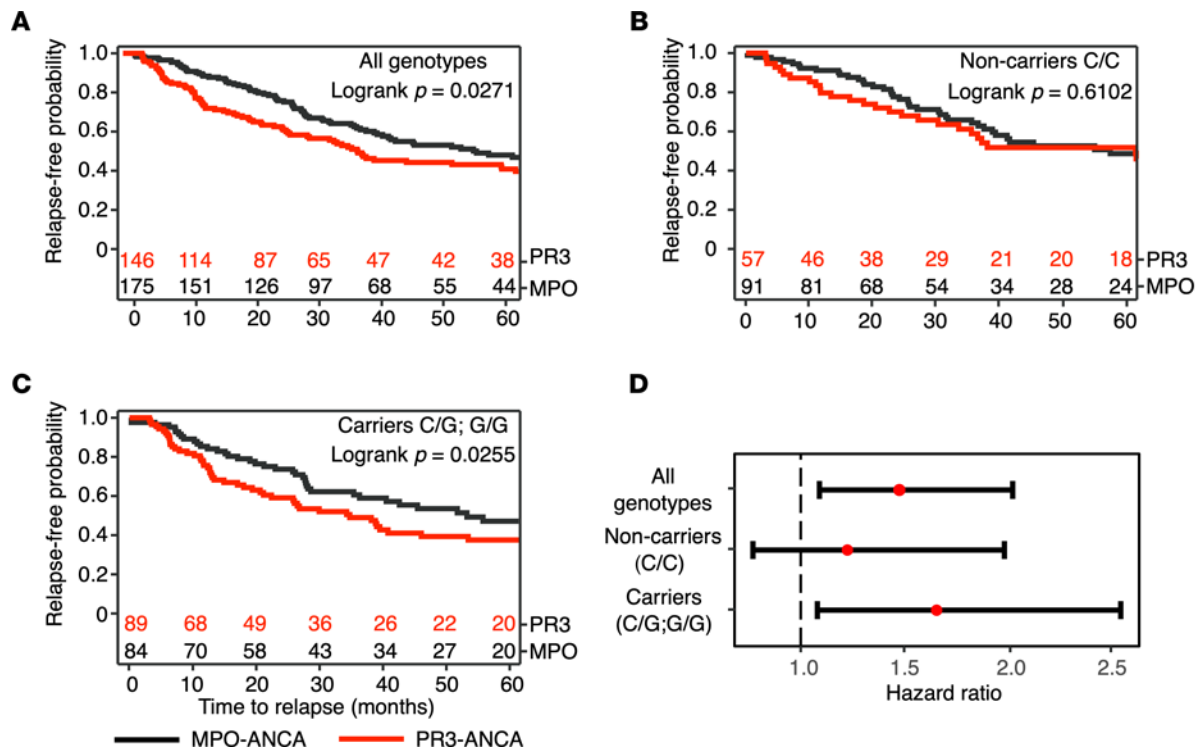 A
Relapse-free probability
1.0
0.8
0.6
0.4
0.2
0
All genotypes
Logrank p = 0.0271
146 114 87 65 47 42 38 PR3
175 151 126 97 68 55 44 MPO
0 10 20 30 40 50 60
B
Relapse-free probability
1.0
0.8
0.6
0.4
0.2
0
Non-carriers C/C
Logrank p = 0.6102
57 46 38 29 21 20 18 PR3
91 81 68 54 34 28 24 MPO
0 10 20 30 40 50 60
C
Relapse-free probability
1.0
0.8
0.6
0.4
0.2
0
Carriers C/G; G/G
Logrank p = 0.0255
89 68 49 36 26 22 20 PR3
84 70 58 43 34 27 20 MPO
0 10 20 30 40 50 60
Time to relapse (months)
MPO-ANCA PR3-ANCA
D
All
genotypes
Non-carriers
(C/C)
Carriers
(C/G;G/G)
1.0 1.5 2.0 2.5
Hazard ratio